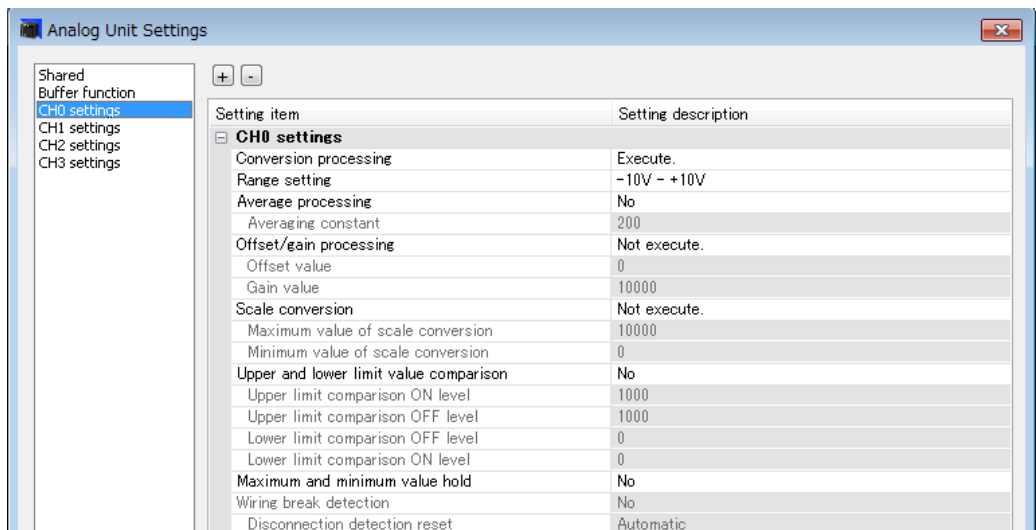 Analog Unit Settings
Shared
Buffer function
CH0 settings
CH1 settings
CH2 settings
CH3 settings
+ -
Setting item Setting description
CH0 settings
Conversion processing Execute.
Range setting -10V - +10V
Average processing No
Averaging constant 200
Offset/gain processing Not execute.
Offset value 0
Gain value 10000
Scale conversion Not execute.
Maximum value of scale conversion 10000
Minimum value of scale conversion 0
Upper and lower limit value comparison No
Upper limit comparison ON level 1000
Upper limit comparison OFF level 1000
Lower limit comparison OFF level 0
Lower limit comparison ON level 0
Maximum and minimum value hold No
Wiring break detection No
Disconnection detection reset Automatic